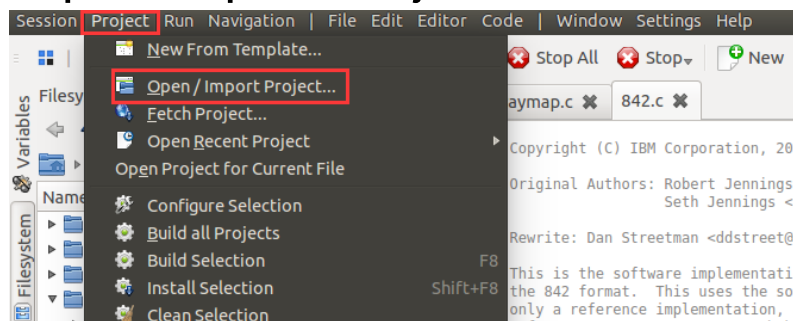 Session Project Run Navigation | File Edit Editor Code | Window Settings Help
New From Template...
Stop All Stop New
Open / Import Project...
Filesy
aymap.c 842.c
Fetch Project...
Variables
Open Recent Project
Copyright (C) IBM Corporation, 20
Open Project for Current File
Original Authors: Robert Jennings
Name
Configure Selection
Seth Jennings <
Build all Projects
Rewrite: Dan Streetman <ddstreet@
Filesystem
Build Selection F8
This is the software implementati
Install Selection Shift+F8
the 842 format. This uses the so
Clean Selection
only a reference implementation,